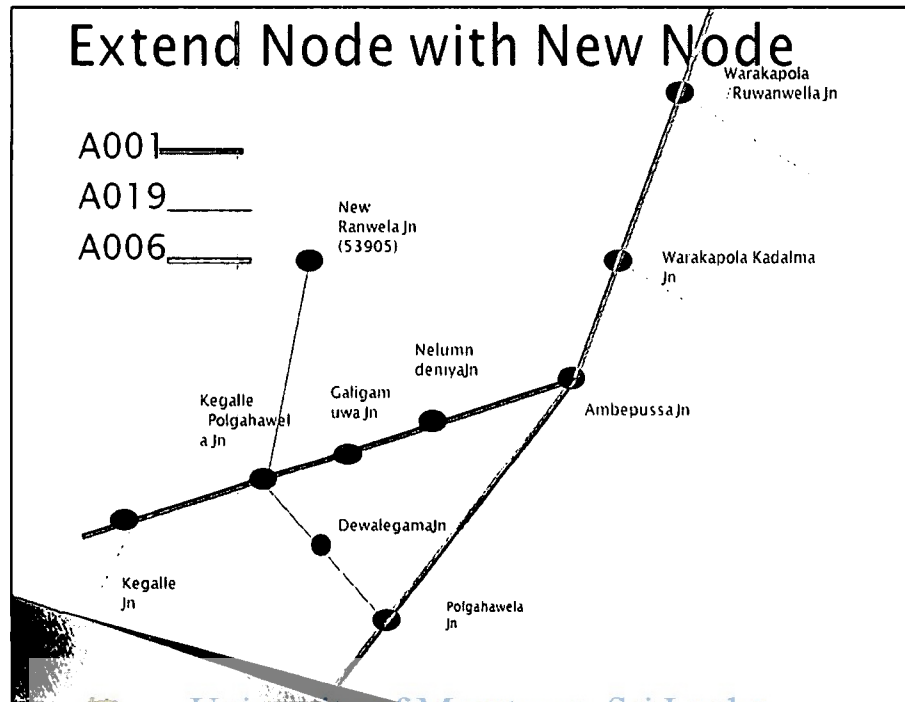 Extend Node with New Node
Warakapola
/Ruwanwella Jn
A001
A019
A006
New
Ranwela Jn
(53905)
Warakapola Kadalma
Jn
Nelumn
deniyaJn
Kegalle
Polgahawel
a Jn
Galigam
uwa Jn
Ambepussa Jn
DewalegamaJn
Kegalle
Jn
Polgahawela
Jn